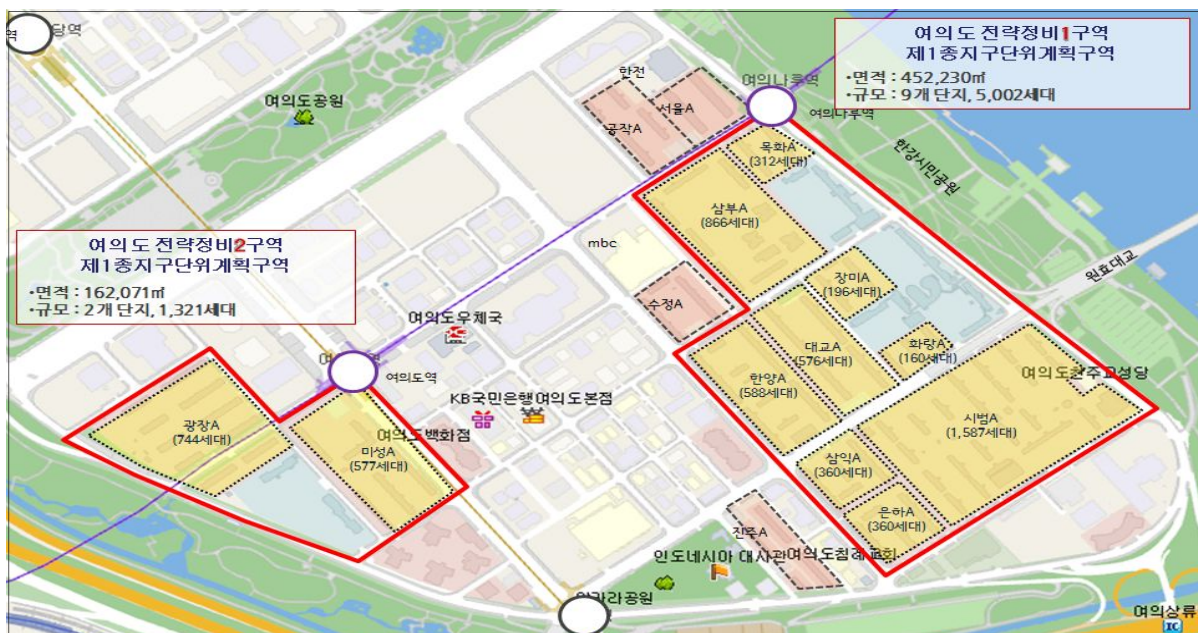 역
당역
여의도 전략정비1구역
제1종지구단위계획구역
•면적 : 452,230㎡
•규모 : 9개 단지, 5,002세대
한전
여의나루역
여의도공원
서울A
공작A
여의나루역
목화A
(312세대)
한강시민공원
삼부A
(866세대)
mbc
원효대교
여의도 전략정비2구역
제1종지구단위계획구역
•면적 : 162,071㎡
•규모 : 2개 단지, 1,321세대
장미A
(196세대)
수정A
여의도우체국
대교A
(576세대)
화랑A
(160세대)
여의도역
한양A
(588세대)
여의도천주교성당
KB국민은행여의도본점
시범A
(1,587세대)
광장A
(744세대)
여의도백화점
미성A
(577세대)
삼익A
(360세대)
은하A
(360세대)
진주A
인도네시아 대사관
여의도침례교회
앙카라공원
여의상류
IC